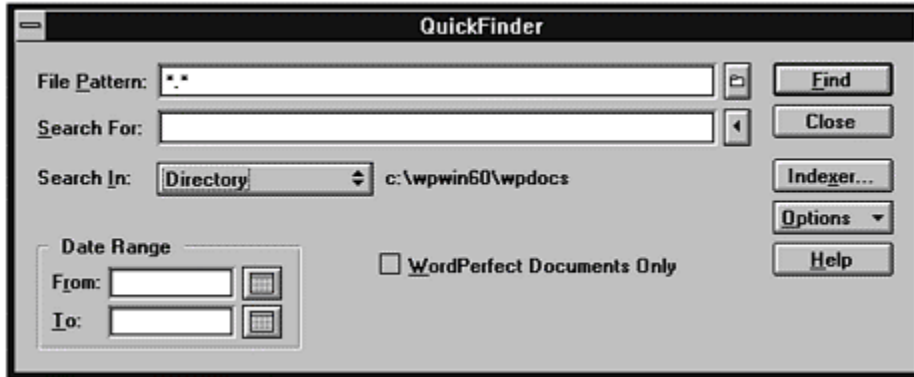 QuickFinder
File Pattern: *.* Find
Search For: Close
Search In: Directory c:\wpwin60\wpdocs Indexer...
Options
Date Range
WordPerfect Documents Only Help
From:
To: